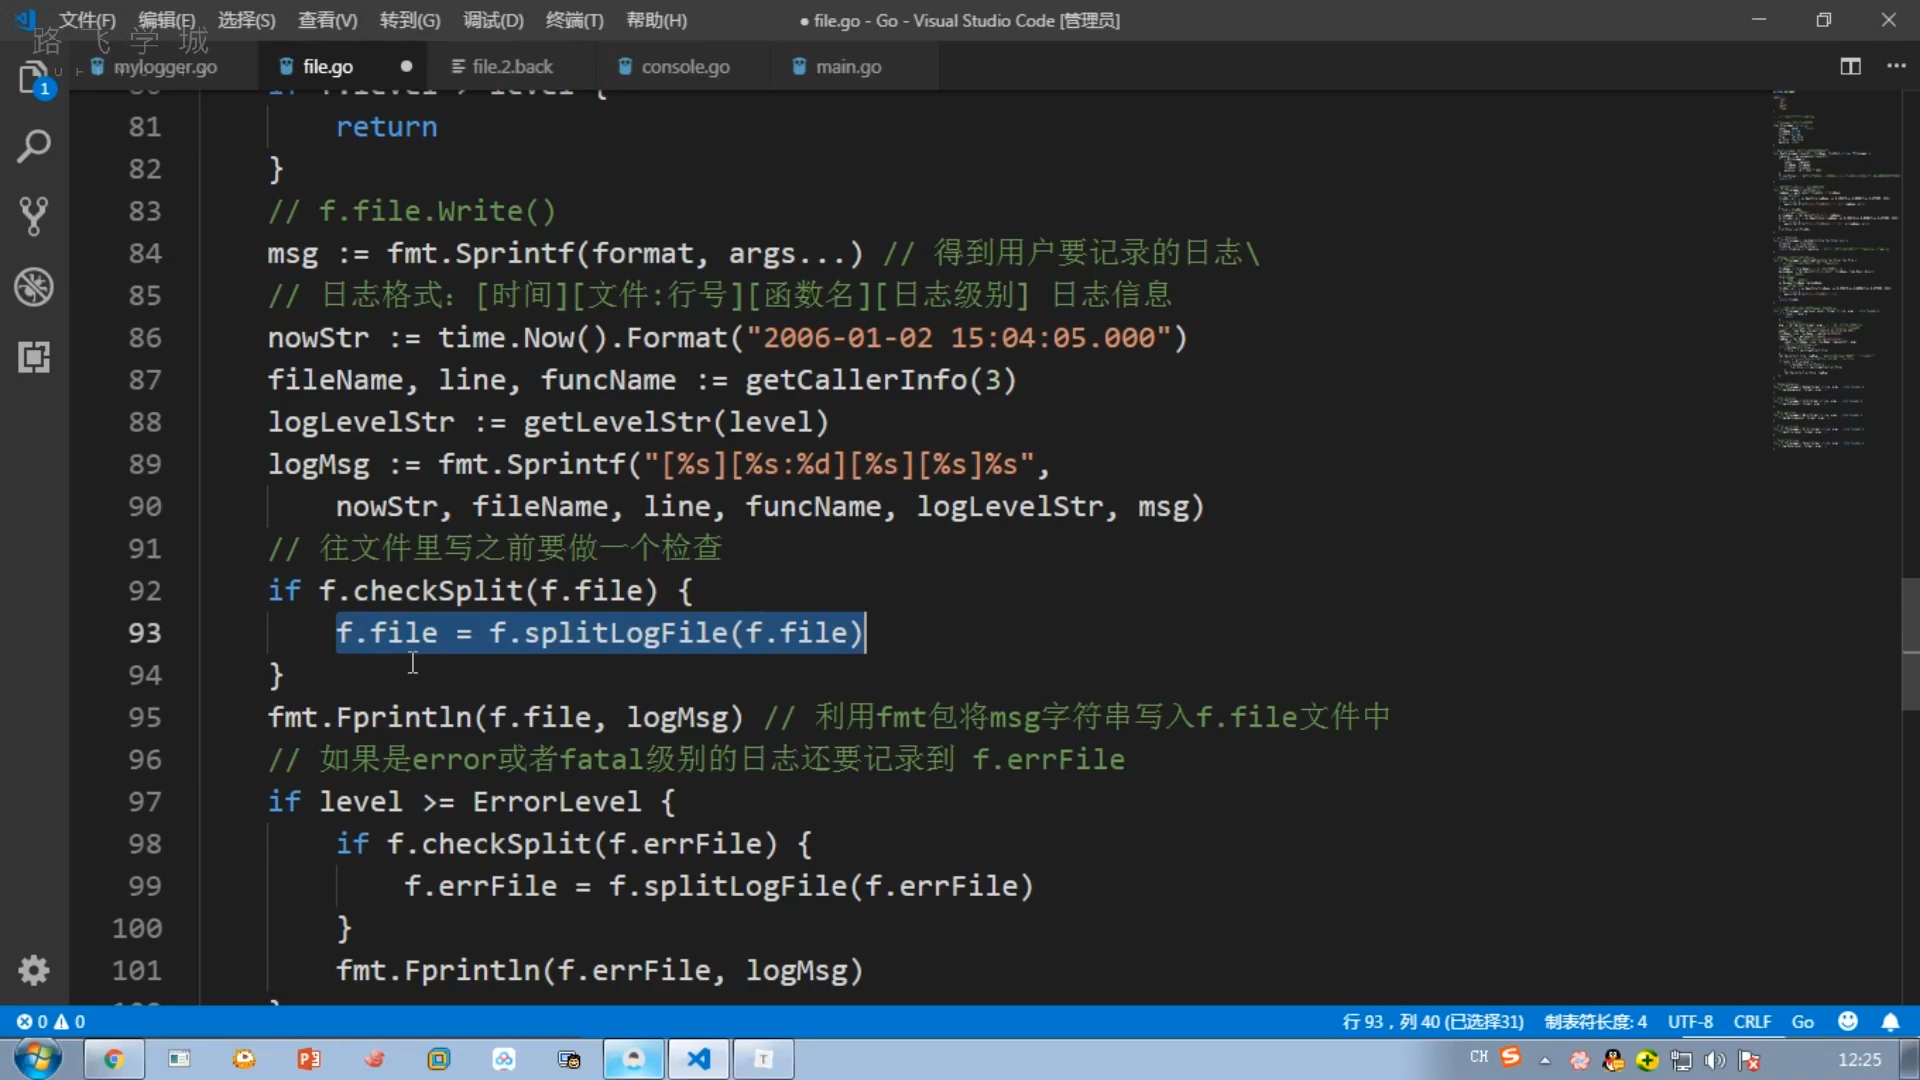 文件(F) 编辑(E) 选择(S) 查看(V) 转到(G) 调试(D) 终端(T) 帮助(H) ● file.go - Go - Visual Studio Code [管理员]
路飞学城
mylogger.go file.go file.2.back console.go main.go
1
81 return
82 }
83 // f.file.Write()
84 msg := fmt.Sprintf(format, args...) // 得到用户要记录的日志\
85 // 日志格式: [时间][文件:行号][函数名][日志级别] 日志信息
86 nowStr := time.Now().Format("2006-01-02 15:04:05.000")
87 fileName, line, funcName := getCallerInfo(3)
88 logLevelStr := getLevelStr(level)
89 logMsg := fmt.Sprintf("[%s][%s:%d][%s][%s]%s",
90 nowStr, fileName, line, funcName, logLevelStr, msg)
91 // 往文件里写之前要做一个检查
92 if f.checkSplit(f.file) {
93 f.file = f.splitLogFile(f.file)
94 }
95 fmt.Fprintln(f.file, logMsg) // 利用fmt包将msg字符串写入f.file文件中
96 // 如果是error或者fatal级别的日志还要记录到 f.errFile
97 if level >= ErrorLevel {
98 if f.checkSplit(f.errFile) {
99 f.errFile = f.splitLogFile(f.errFile)
100 }
101 fmt.Fprintln(f.errFile, logMsg)
0 0 行 93，列 40 (已选择31) 制表符长度: 4 UTF-8 CRLF Go
CH 12:25